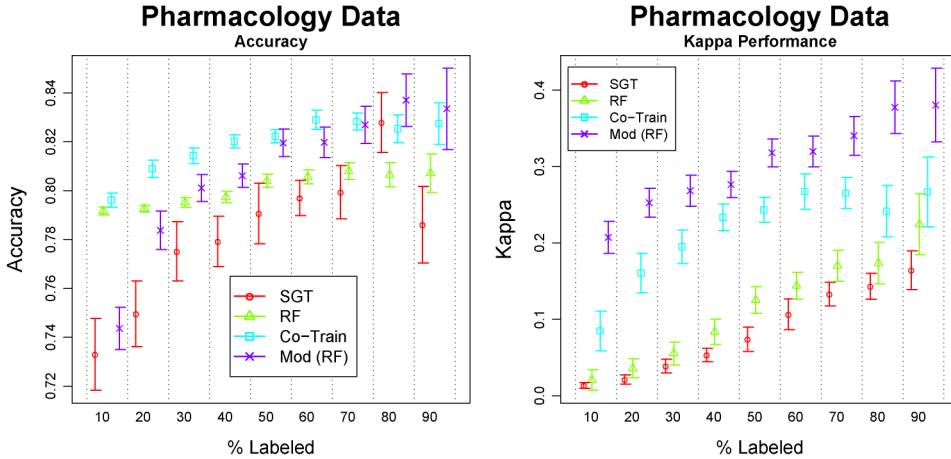 Pharmacology Data
Accuracy
Accuracy
0.84
0.82
0.80
0.78
0.76
0.74
0.72
SGT
RF
Co-Train
Mod (RF)
10 20 30 40 50 60 70 80 90
% Labeled
Pharmacology Data
Kappa Performance
Kappa
0.4
0.3
0.2
0.1
0.0
SGT
RF
Co-Train
Mod (RF)
10 20 30 40 50 60 70 80 90
% Labeled